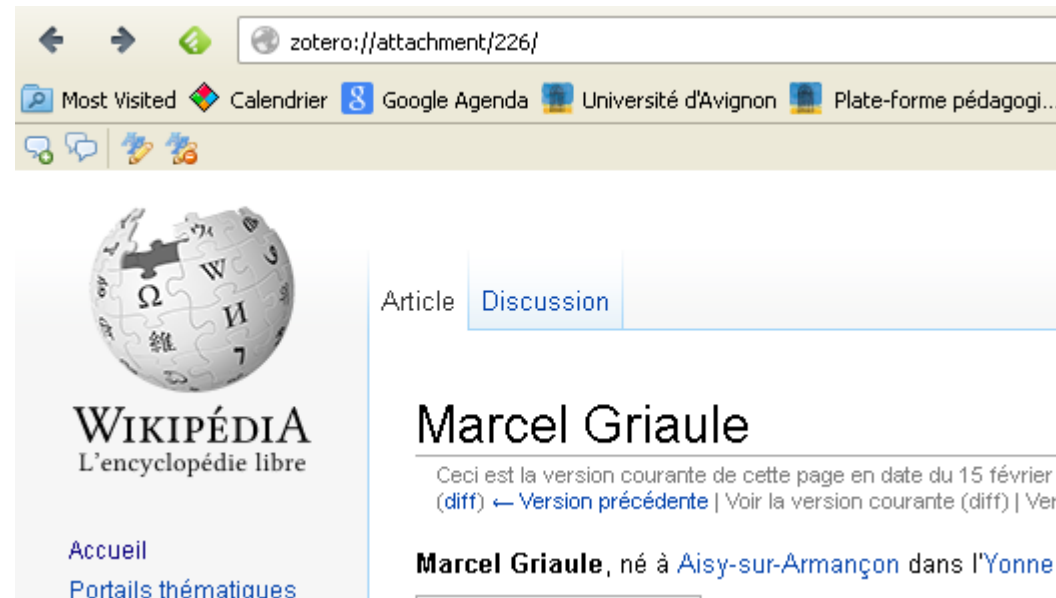 zotero://attachment/226/
Most Visited Calendrier Google Agenda Université d'Avignon Plate-forme pédagogi...
Article Discussion
WIKIPÉDIA
L'encyclopédie libre
Marcel Griaule
Ceci est la version courante de cette page en date du 15 février
(diff) ← Version précédente | Voir la version courante (diff) | Ver
Accueil
Portails thématiques
Marcel Griaule, né à Aisy-sur-Armançon dans l'Yonne